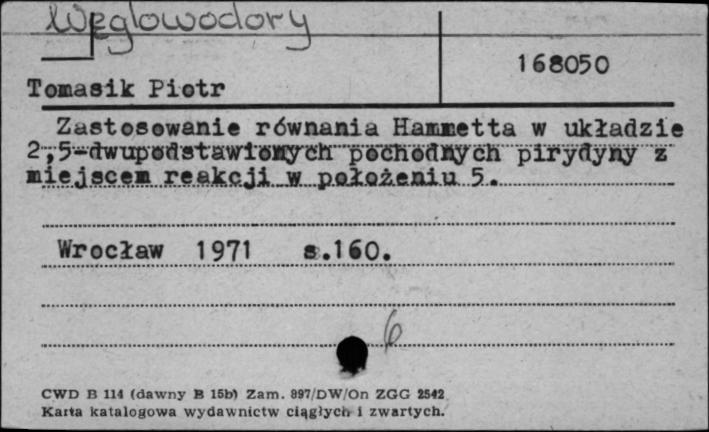 Węglowodory
168050
Tomasik Piotr
Zastosowanie równania Hammetta w układzie
2,5-dwupodstawionych pochodnych pirydyny z
miejscem reakcji w położeniu 5.
Wrocław 1971 s.160.
6
CWD B 114 (dawny B 15b) Zam. 897/DW/On ZGG 2542
Karta katalogowa wydawnictw ciągłych i zwartych.